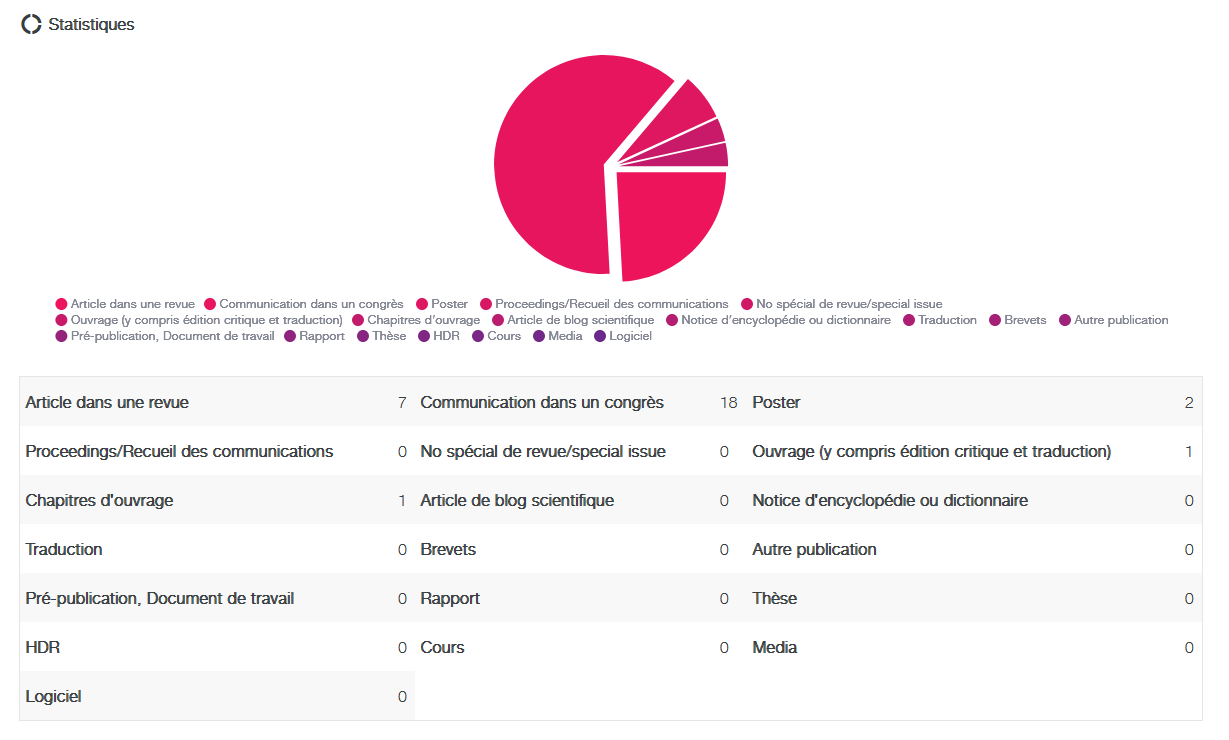 Statistiques
Article dans une revue Communication dans un congrès Poster Proceedings/Recueil des communications No spécial de revue/special issue
Ouvrage (y compris édition critique et traduction) Chapitres d'ouvrage Article de blog scientifique Notice d'encyclopédie ou dictionnaire Traduction Brevets Autre publication
Pré-publication, Document de travail Rapport Thèse HDR Cours Media Logiciel
Article dans une revue 7 Communication dans un congrès 18 Poster 2
Proceedings/Recueil des communications 0 No spécial de revue/special issue 0 Ouvrage (y compris édition critique et traduction) 1
Chapitres d'ouvrage 1 Article de blog scientifique 0 Notice d'encyclopédie ou dictionnaire 0
Traduction 0 Brevets 0 Autre publication 0
Pré-publication, Document de travail 0 Rapport 0 Thèse 0
HDR 0 Cours 0 Media 0
Logiciel 0